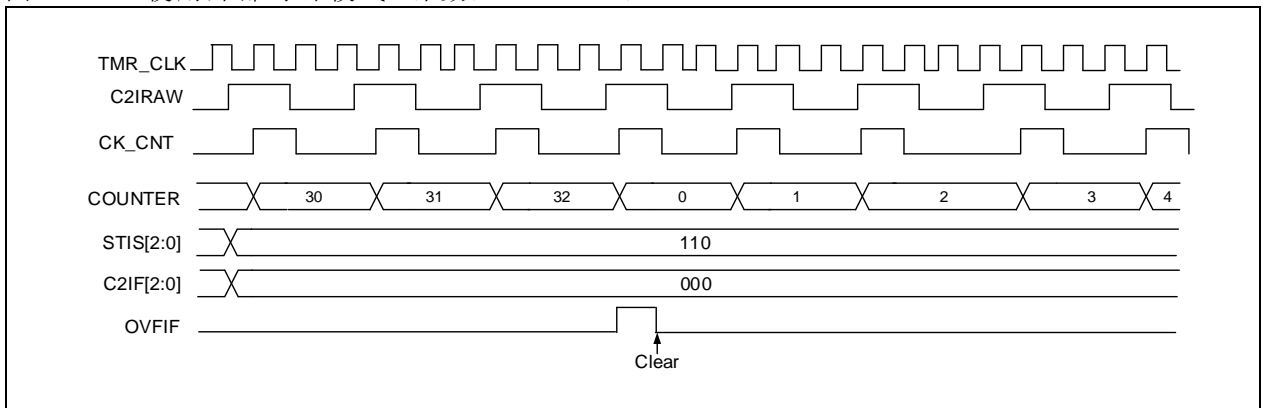 TMR_CLK
C2IRAW
CK_CNT
COUNTER 30 31 32 0 1 2 3 4
STIS[2:0] 110
C2IF[2:0] 000
OVFIF
Clear